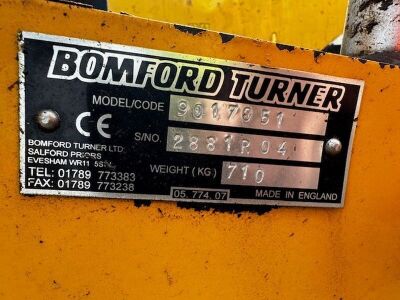 BOMFORD TURNER
MODEL/CODE 9017851
CE
S/NO. 2881R04
BOMFORD TURNER LTD.
SALFORD PRIORS
EVESHAM WR11
TEL: 01789 773383
FAX: 01789 773238
WEIGHT (KG) 710
05. 774. 07
MADE IN ENGLAND